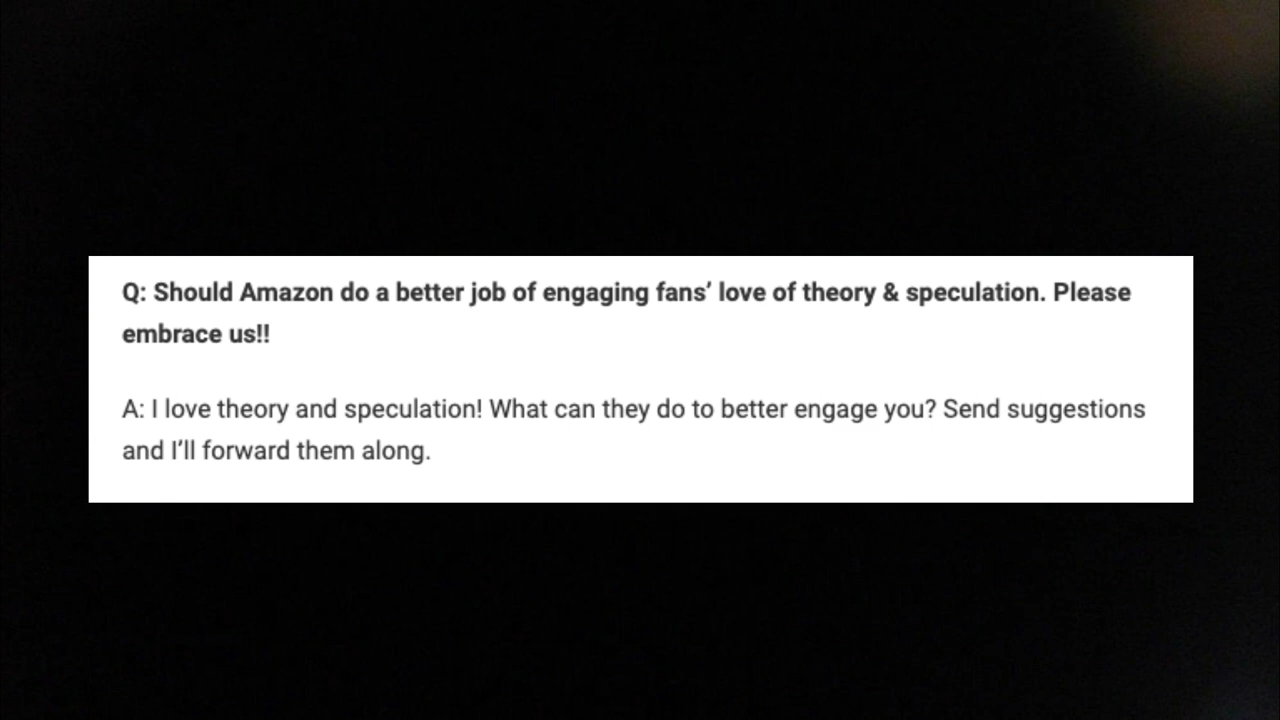 Q: Should Amazon do a better job of engaging fans’ love of theory & speculation. Please
embrace us!!
A: I love theory and speculation! What can they do to better engage you? Send suggestions
and I’ll forward them along.